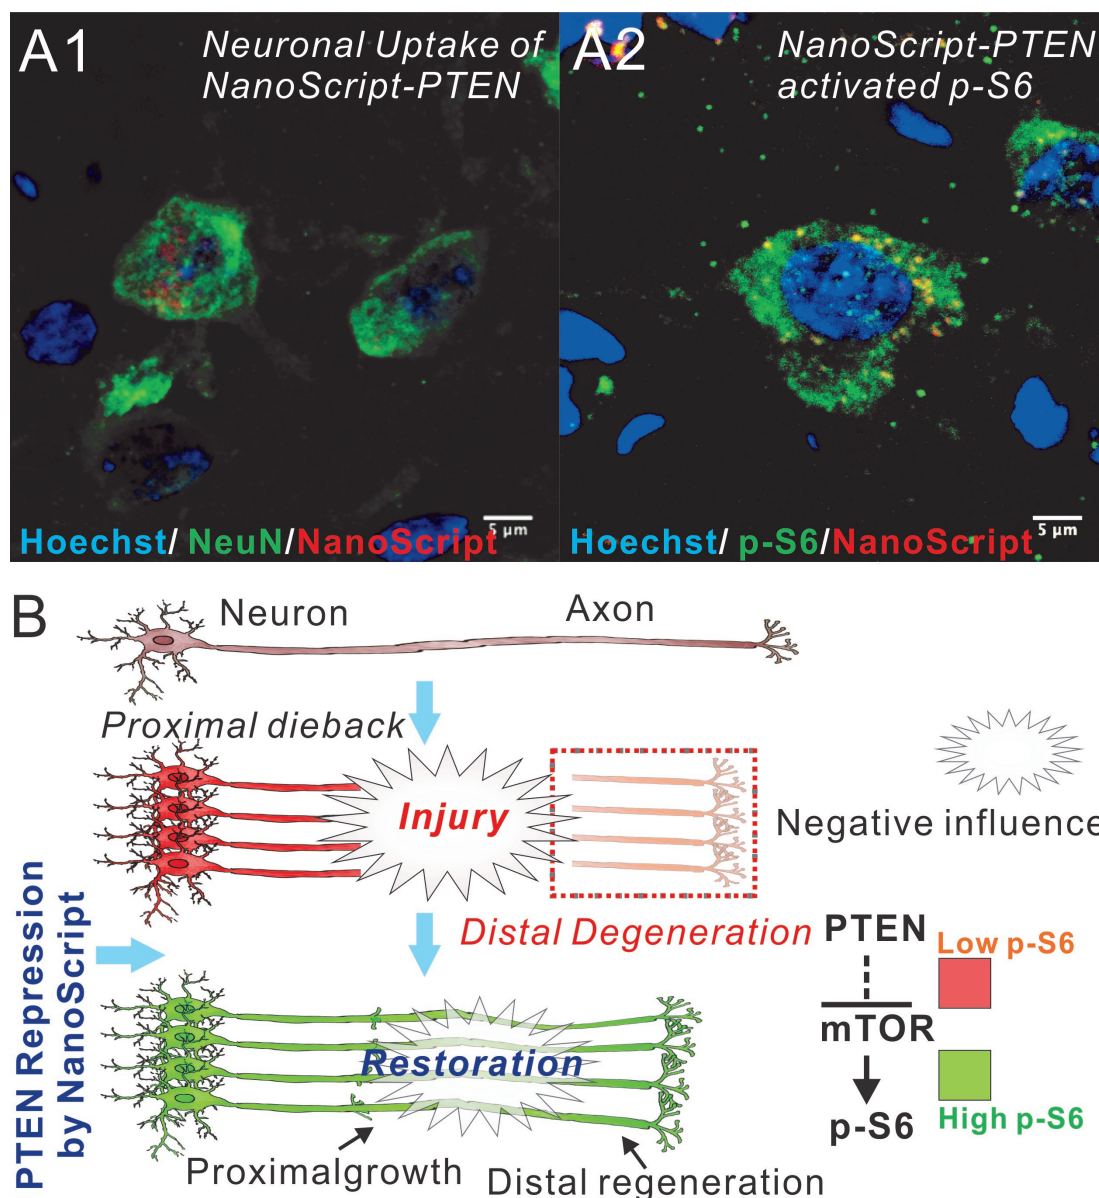 A1
Neuronal Uptake of
NanoScript-PTEN
Hoechst/ NeuN/NanoScript
5 µm
A2
NanoScript-PTEN
activated p-S6
Hoechst/ p-S6/NanoScript
5 µm
B
Neuron
Axon
Proximal dieback
Injury
Negative influence
Distal Degeneration
PTEN Repression
by NanoScript
Restoration
Proximalgrowth
Distal regeneration
PTEN
mTOR
p-S6
Low p-S6
High p-S6